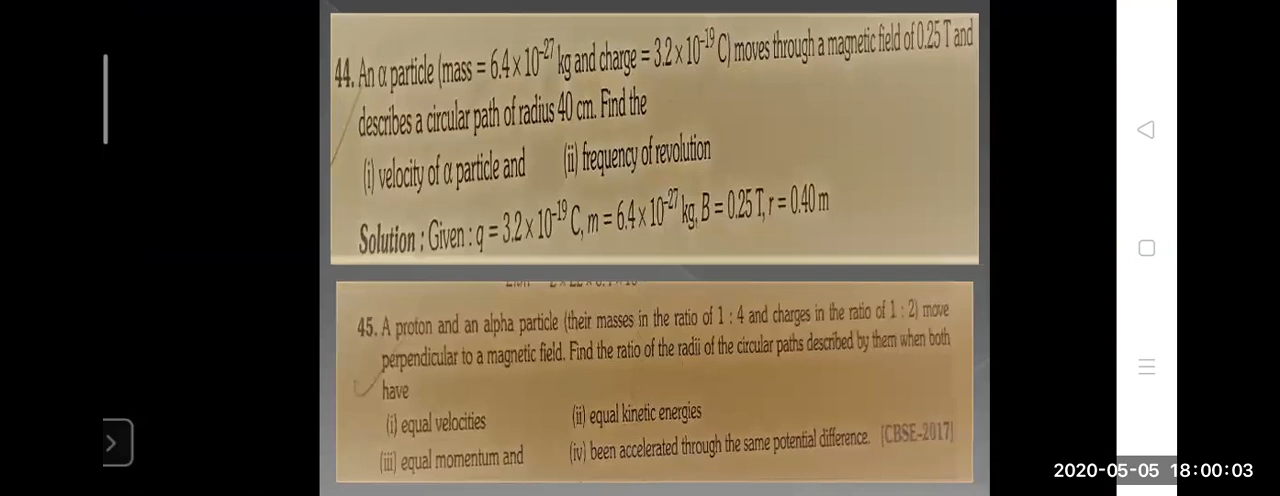 44. An α particle (mass = 6.4 × 10⁻²⁷ kg and charge = 3.2 × 10⁻¹⁹ C) moves through a magnetic field of 0.25 T and
describes a circular path of radius 40 cm. Find the
(i) velocity of α particle and (ii) frequency of revolution
Solution : Given : q = 3.2 × 10⁻¹⁹ C, m = 6.4 × 10⁻²⁷ kg, B = 0.25 T, r = 0.40 m
45. A proton and an alpha particle (their masses in the ratio of 1 : 4 and charges in the ratio of 1 : 2) move
perpendicular to a magnetic field. Find the ratio of the radii of the circular paths described by them when both
have
(i) equal velocities (ii) equal kinetic energies
(iii) equal momentum and (iv) been accelerated through the same potential difference. [CBSE-2017]
2020-05-05 18:00:03